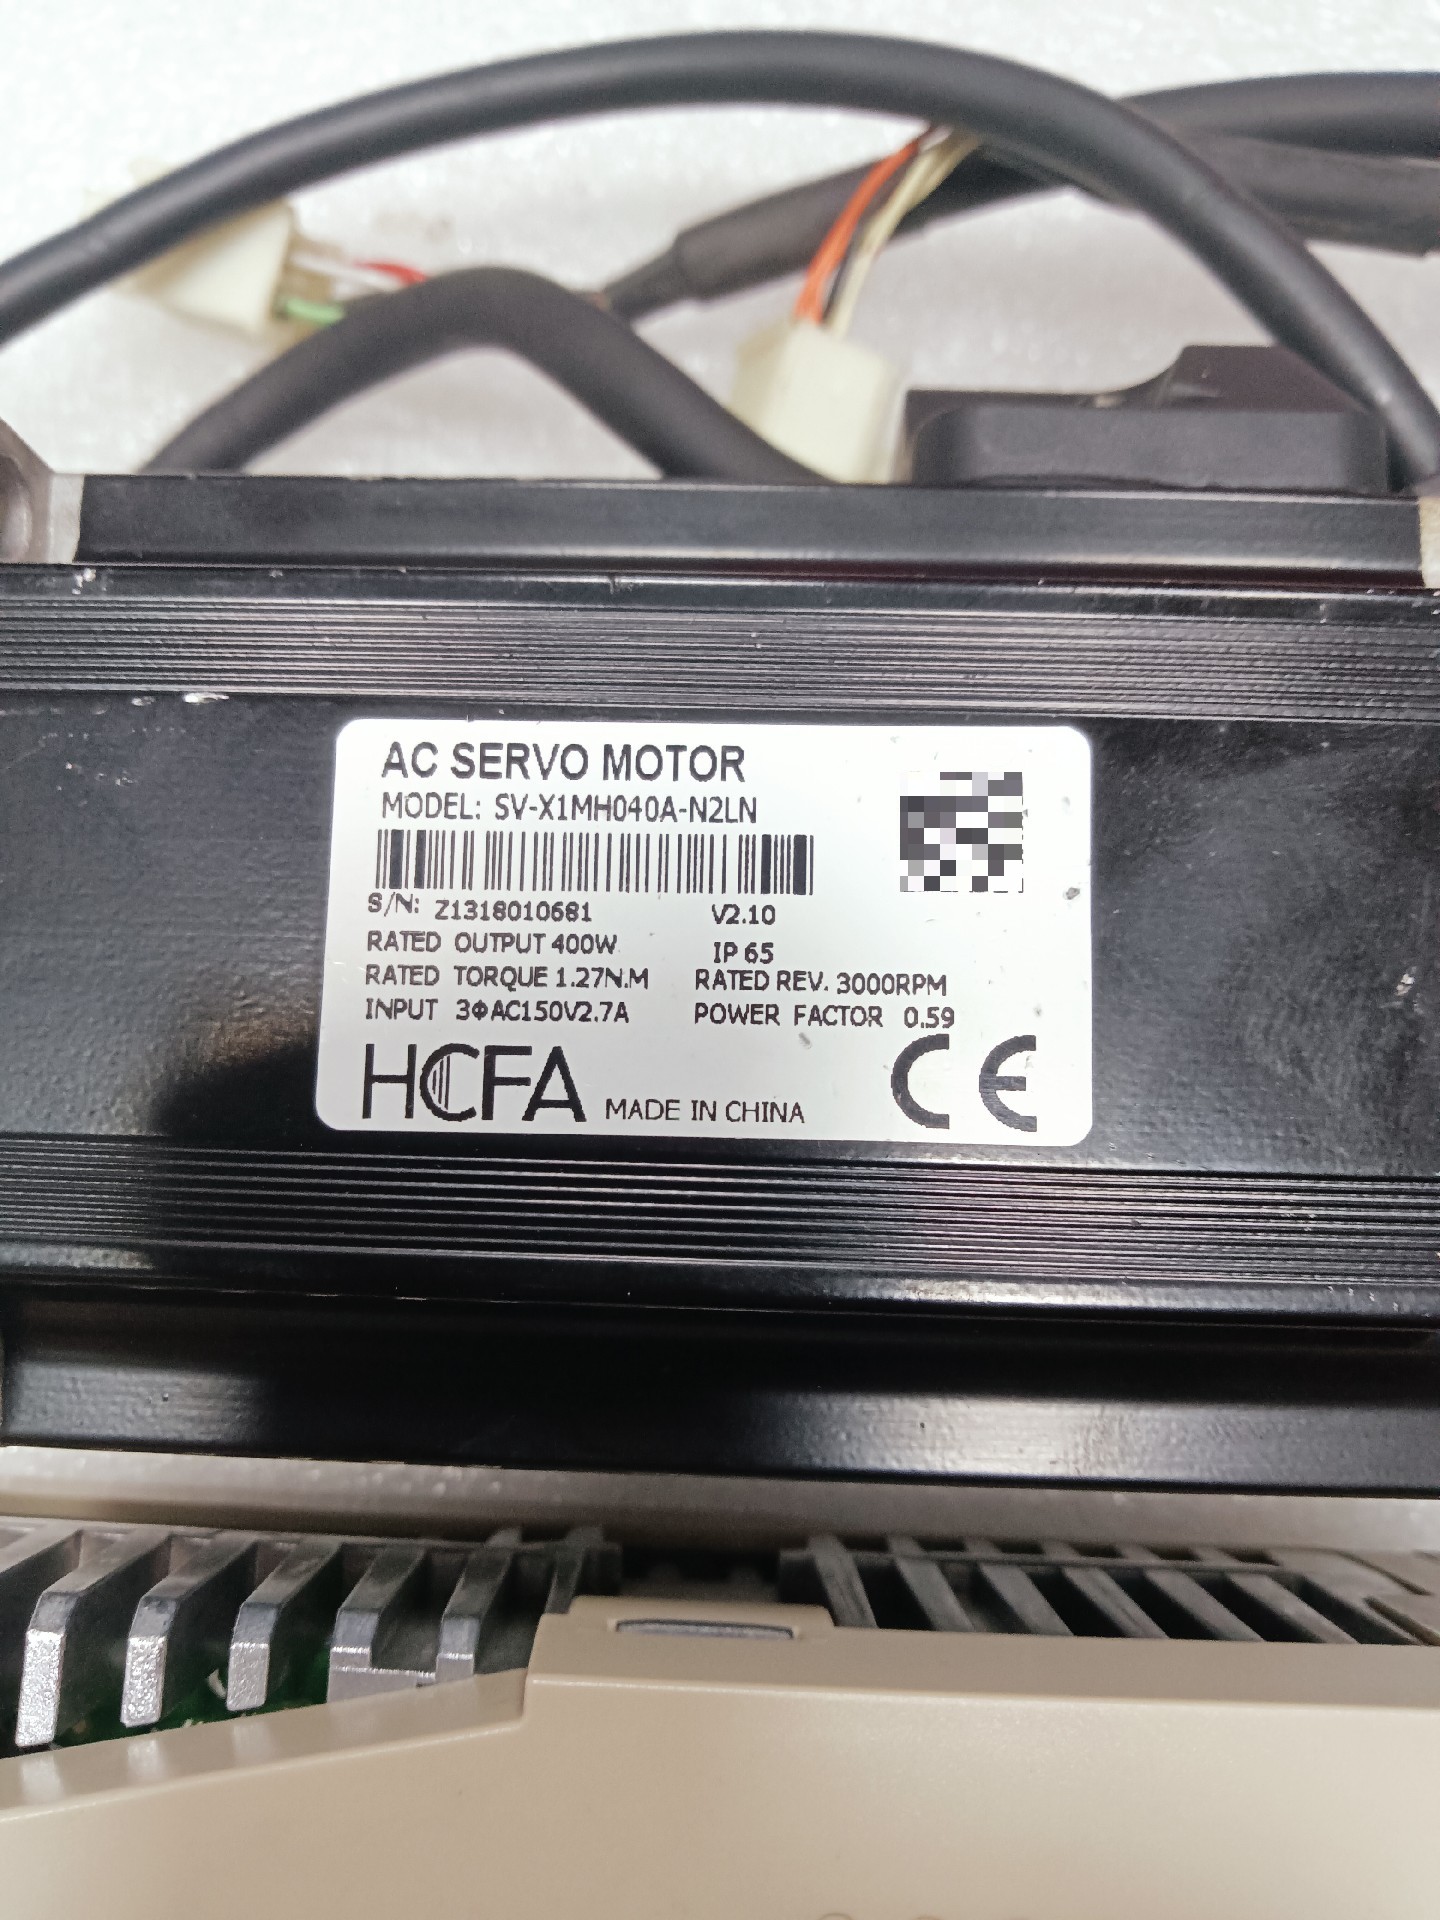 AC SERVO MOTOR
MODEL: SV-X1MH040A-N2LN
S/N: Z1318010681 V2.10
RATED OUTPUT 400W IP 65
RATED TORQUE 1.27N.M RATED REV. 3000RPM
INPUT 3ΦAC150V2.7A POWER FACTOR 0.59
HCFA MADE IN CHINA CE